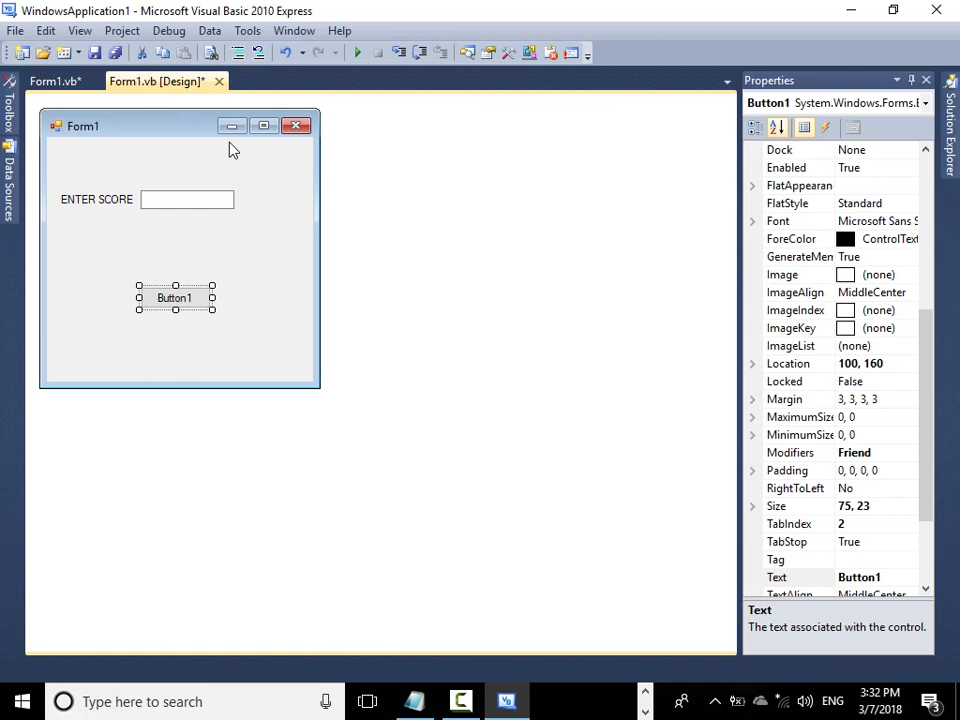 WindowsApplication1 - Microsoft Visual Basic 2010 Express
File Edit View Project Debug Data Tools Window Help
Form1.vb* Form1.vb [Design]*
Toolbox
Data Sources
Form1
ENTER SCORE
Button1
Properties
Button1 System.Windows.Forms.E
Dock None
Enabled True
FlatAppearan
FlatStyle Standard
Font Microsoft Sans S
ForeColor ControlText
GenerateMem True
Image (none)
ImageAlign MiddleCenter
ImageIndex (none)
ImageKey (none)
ImageList (none)
Location 100, 160
Locked False
Margin 3, 3, 3, 3
MaximumSize 0, 0
MinimumSize 0, 0
Modifiers Friend
Padding 0, 0, 0, 0
RightToLeft No
Size 75, 23
TabIndex 2
TabStop True
Tag
Text Button1
TextAlign MiddleCenter
Text
The text associated with the control.
Solution Explorer
Type here to search
ENG
3:32 PM
3/7/2018
3